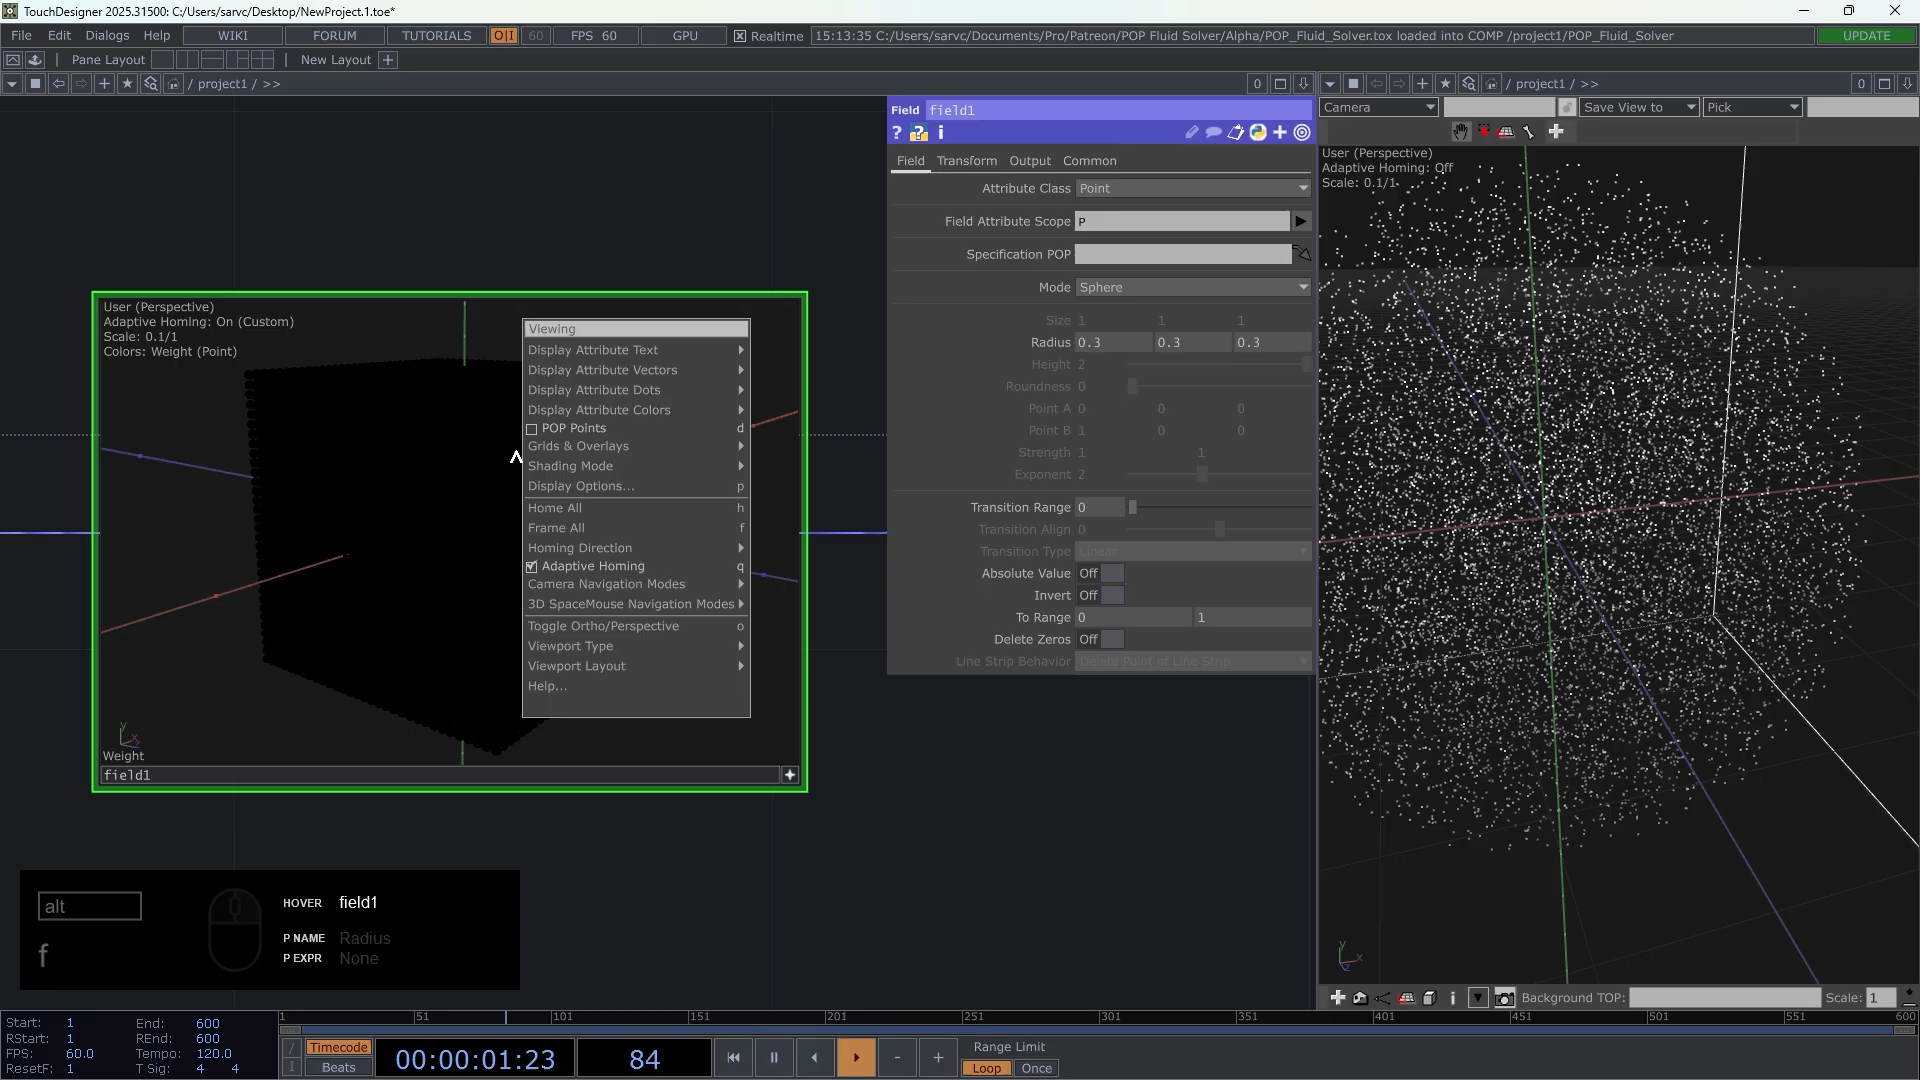 TouchDesigner 2025.31500: C:/Users/sarvc/Desktop/NewProject.1.toe*
File Edit Dialogs Help WIKI FORUM TUTORIALS O|I 60 FPS 60 GPU Realtime 15:13:35 C:/Users/sarvc/Documents/Pro/Patreon/POP Fluid Solver/Alpha/POP_Fluid_Solver.tox loaded into COMP /project1/POP_Fluid_Solver UPDATE
Pane Layout New Layout +
/ project1 / >> 0
/ project1 / >> 0
Field field1
? ? i
Field Transform Output Common
Attribute Class Point
Field Attribute Scope P
Specification POP
Mode Sphere
Size 1 1 1
Radius 0.3 0.3 0.3
Height 2
Roundness 0
Point A 0 0 0
Point B 1 0 0
Strength 1 1
Exponent 2
Transition Range 0
Transition Align 0
Transition Type Linear
Absolute Value Off
Invert Off
To Range 0 1
Delete Zeros Off
Line Strip Behavior Delete Point of Line Strip
User (Perspective)
Adaptive Homing: On (Custom)
Scale: 0.1/1
Colors: Weight (Point)
Viewing
Display Attribute Text
Display Attribute Vectors
Display Attribute Dots
Display Attribute Colors
POP Points d
Grids & Overlays
Shading Mode
Display Options... p
Home All h
Frame All f
Homing Direction
Adaptive Homing q
Camera Navigation Modes
3D SpaceMouse Navigation Modes
Toggle Ortho/Perspective o
Viewport Type
Viewport Layout
Help...
y x
Weight
field1
Camera Save View to Pick
User (Perspective)
Adaptive Homing: Off
Scale: 0.1/1
y x z
i Background TOP: Scale: 1
alt
f
HOVER field1
P NAME Radius
P EXPR None
1 51 101 151 201 251 301 351 401 451 501 551 600
Start: 1 End: 600
RStart: 1 REnd: 600
FPS: 60.0 Tempo: 120.0
ResetF: 1 T Sig: 4 4
Timecode
Beats
00:00:01:23
84
- +
Range Limit
Loop Once